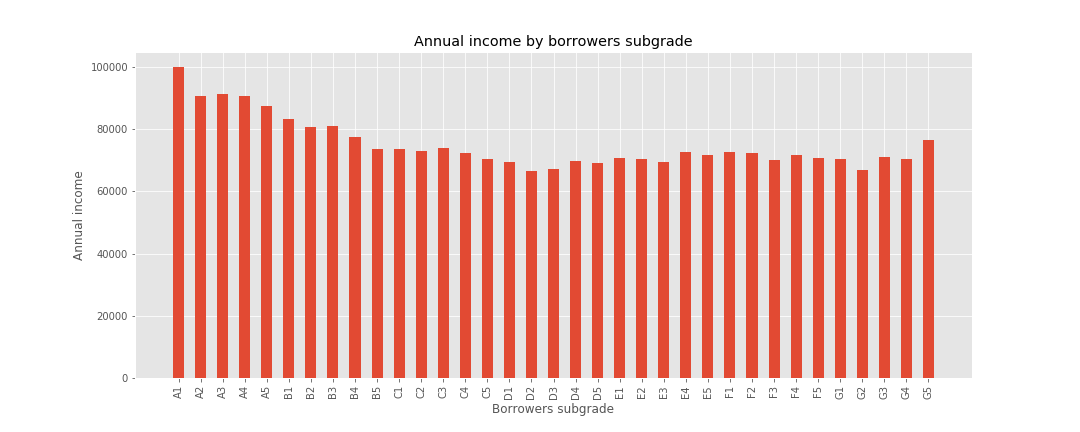 Annual income by borrowers subgrade
Annual income
100000
80000
60000
40000
20000
0
A1 A2 A3 A4 A5 B1 B2 B3 B4 B5 C1 C2 C3 C4 C5 D1 D2 D3 D4 D5 E1 E2 E3 E4 E5 F1 F2 F3 F4 F5 G1 G2 G3 G4 G5
Borrowers subgrade